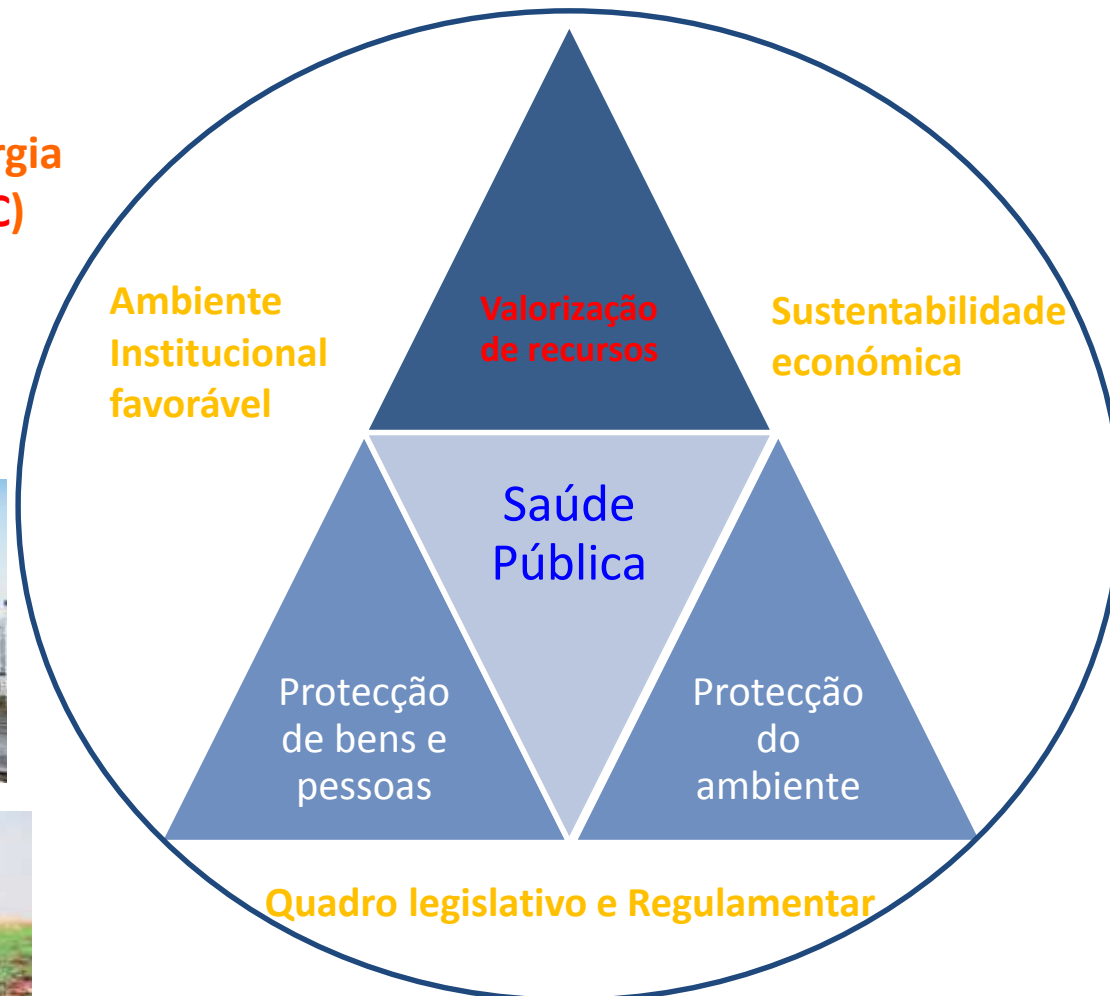 Ambiente
Institucional
favorável
Valorização
de recursos
Sustentabilidade
económica
Saúde
Pública
Protecção
de bens e
pessoas
Protecção
do
ambiente
Quadro legislativo e Regulamentar